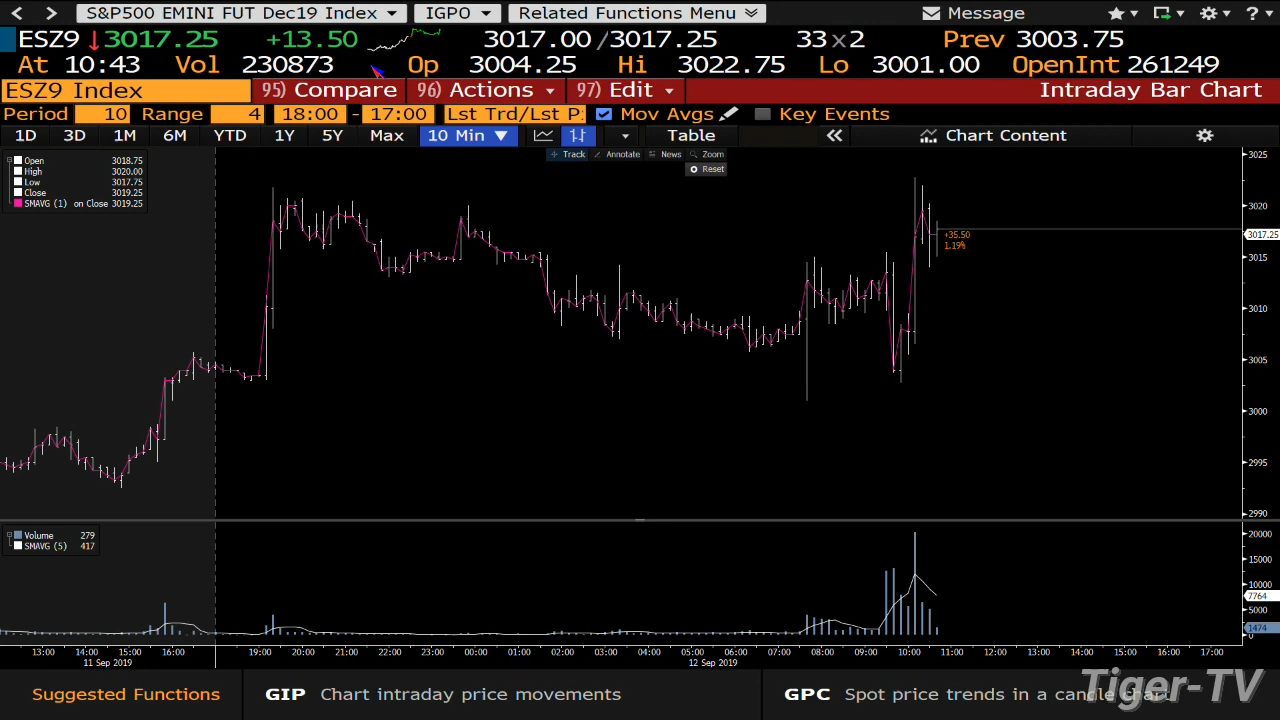 S&P500 EMINI FUT Dec19 Index IGPO Related Functions Menu Message ?
ESZ9 ↓3017.25 +13.50 3017.00/3017.25 33x2 Prev 3003.75
At 10:43 Vol 230873 Op 3004.25 Hi 3022.75 Lo 3001.00 OpenInt 261249
ESZ9 Index 95) Compare 96) Actions 97) Edit Intraday Bar Chart
Period 10 Range 4 18:00 - 17:00 Lst Trd/Lst P Mov Avgs Key Events
1D 3D 1M 6M YTD 1Y 5Y Max 10 Min ▼ Table Chart Content
Track Annotate News Zoom
Reset
Open 3018.75
High 3020.00
Low 3017.75
Close 3019.25
SMAVG (1) on Close 3019.25
3025
3020
3017.25
3015
3010
3005
3000
2995
2990
+35.50
1.19%
Volume 279
SMAVG (5) 417
20000
15000
10000
7764
5000
1474
0
13:00 14:00 15:00 16:00 19:00 20:00 21:00 22:00 23:00 00:00 01:00 02:00 03:00 04:00 05:00 06:00 07:00 08:00 09:00 10:00 11:00 12:00 13:00 14:00 15:00 16:00 17:00
11 Sep 2019 12 Sep 2019
Suggested Functions GIP Chart intraday price movements GPC Spot price trends in a candle chart
Tiger-TV